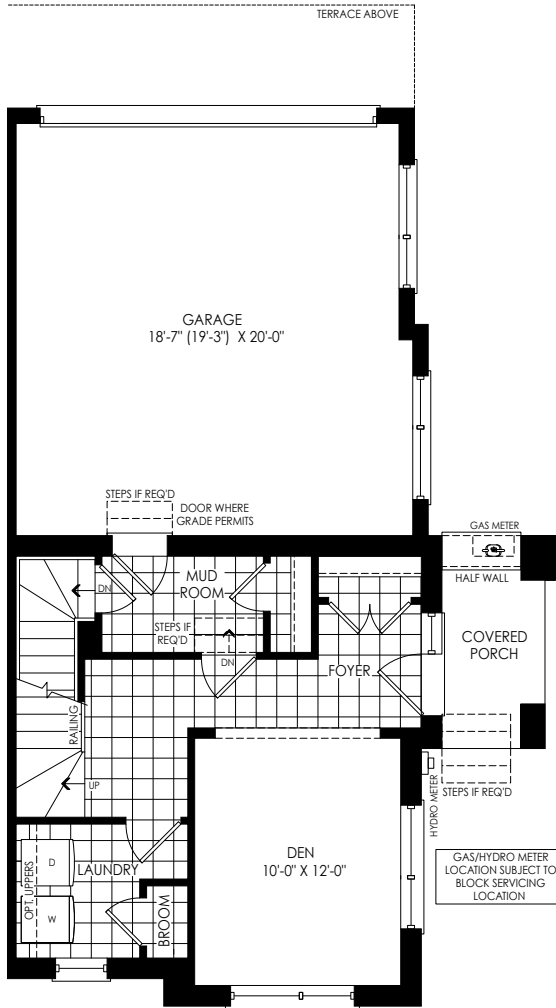 TERRACE ABOVE
GARAGE
18'-7" (19'-3") X 20'-0"
STEPS IF REQ'D
DOOR WHERE
GRADE PERMITS
GAS METER
HALF WALL
DN
MUD
ROOM
STEPS IF
REQ'D
DN
FOYER
COVERED
PORCH
RAILING
UP
HYDRO METER
STEPS IF REQ'D
GAS/HYDRO METER
LOCATION SUBJECT TO
BLOCK SERVICING
LOCATION
DEN
10'-0" X 12'-0"
OPT. UPPERS
D
LAUNDRY
W
BROOM